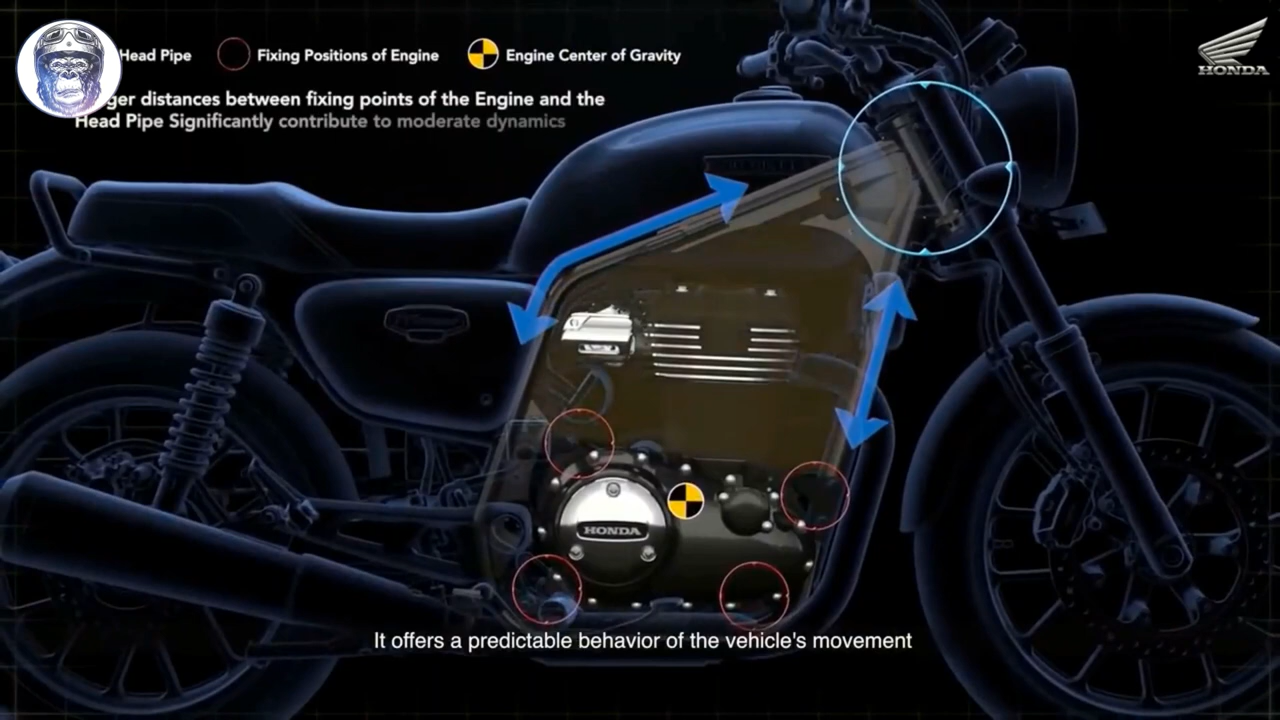 Head Pipe
Fixing Positions of Engine
Engine Center of Gravity
HONDA
ger distances between fixing points of the Engine and the
Head Pipe Significantly contribute to moderate dynamics
HONDA
It offers a predictable behavior of the vehicle's movement